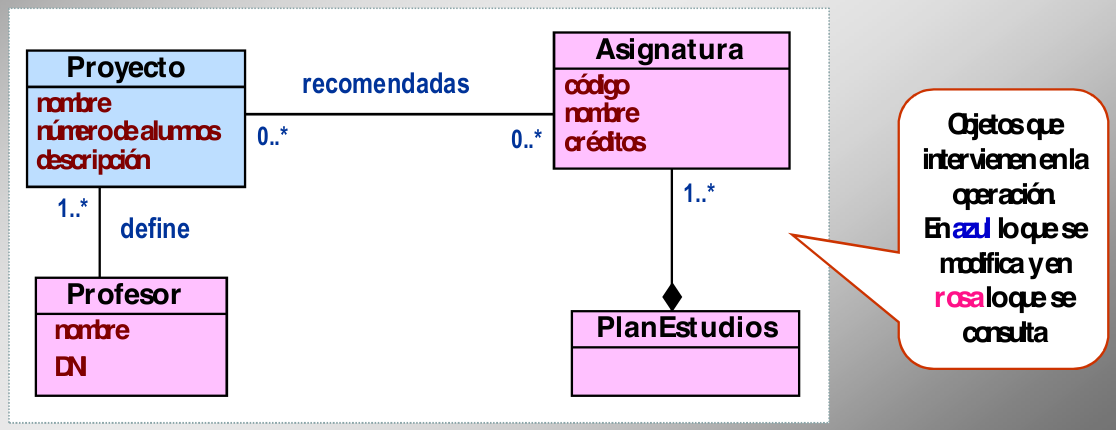 Proyecto
nombre
número de alumnos
descripción
recomendadas
0..*
0..*
Asignatura
código
nombre
créditos
1..*
define
1..*
Profesor
nombre
DNI
PlanEstudios
Objetos que
intervienen en la
operación.
En azul lo que se
modifica y en
rosa lo que se
consulta